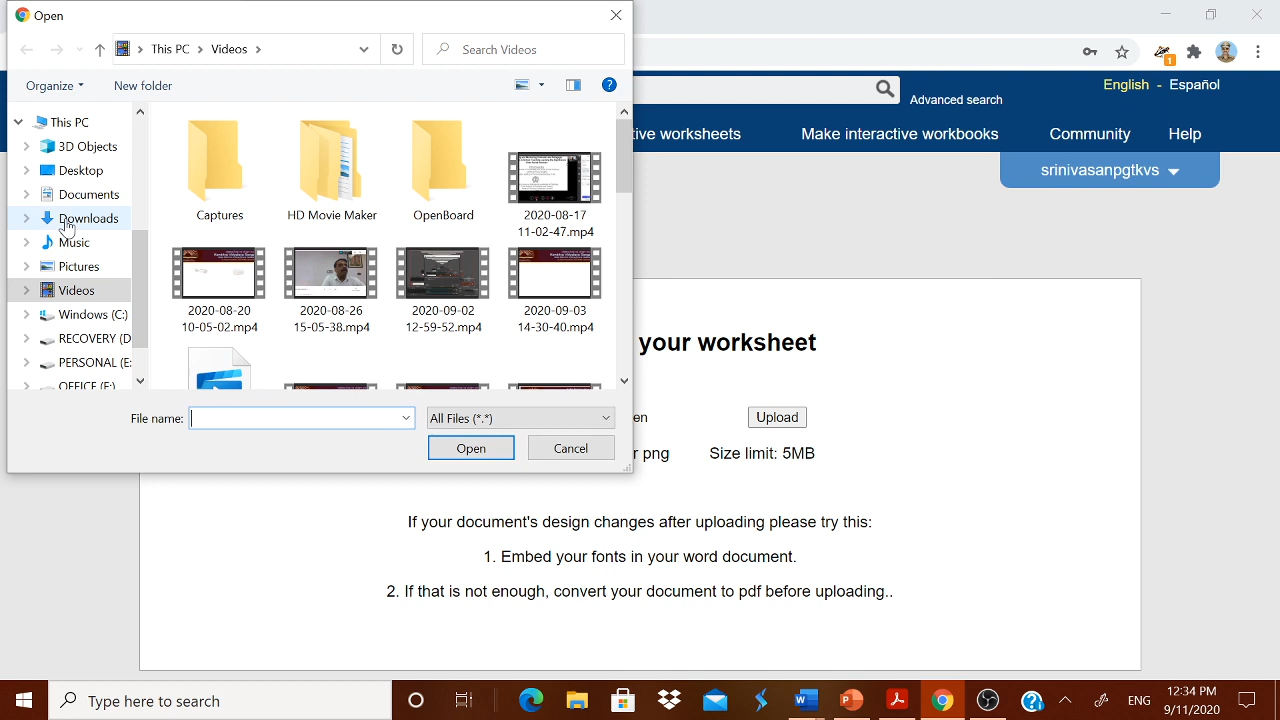 Open
This PC
Videos
Search Videos
Organize
New folder
This PC
3D Objects
Desktop
Documents
Downloads
Music
Pictures
Videos
Windows (C:)
RECOVERY (D
PERSONAL (E:
OFFICE (F:)
Captures
HD Movie Maker
OpenBoard
2020-08-17
11-02-47.mp4
2020-08-20
10-05-02.mp4
2020-08-26
15-05-38.mp4
2020-09-02
12-59-52.mp4
2020-09-03
14-30-40.mp4
File name:
All Files (*.*)
Open
Cancel
1
English - Español
Advanced search
tive worksheets
Make interactive workbooks
Community
Help
srinivasanpgtkvs
your worksheet
en
Upload
r png
Size limit: 5MB
If your document's design changes after uploading please try this:
1. Embed your fonts in your word document.
2. If that is not enough, convert your document to pdf before uploading..
Type here to search
ENG
12:34 PM
9/11/2020